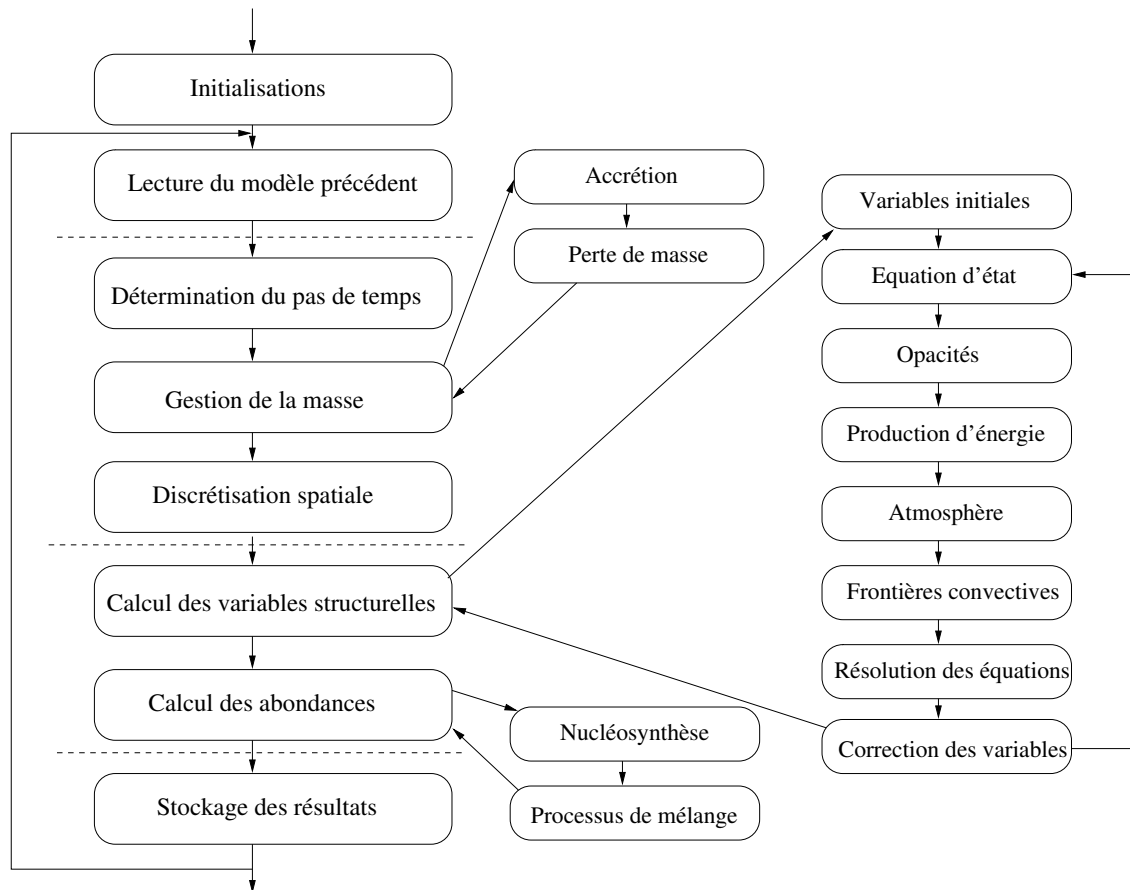 Initialisations
Lecture du modèle précédent
Détermination du pas de temps
Gestion de la masse
Discrétisation spatiale
Calcul des variables structurelles
Calcul des abondances
Stockage des résultats
Accrétion
Perte de masse
Nucléosynthèse
Processus de mélange
Variables initiales
Equation d'état
Opacités
Production d'énergie
Atmosphère
Frontières convectives
Résolution des équations
Correction des variables